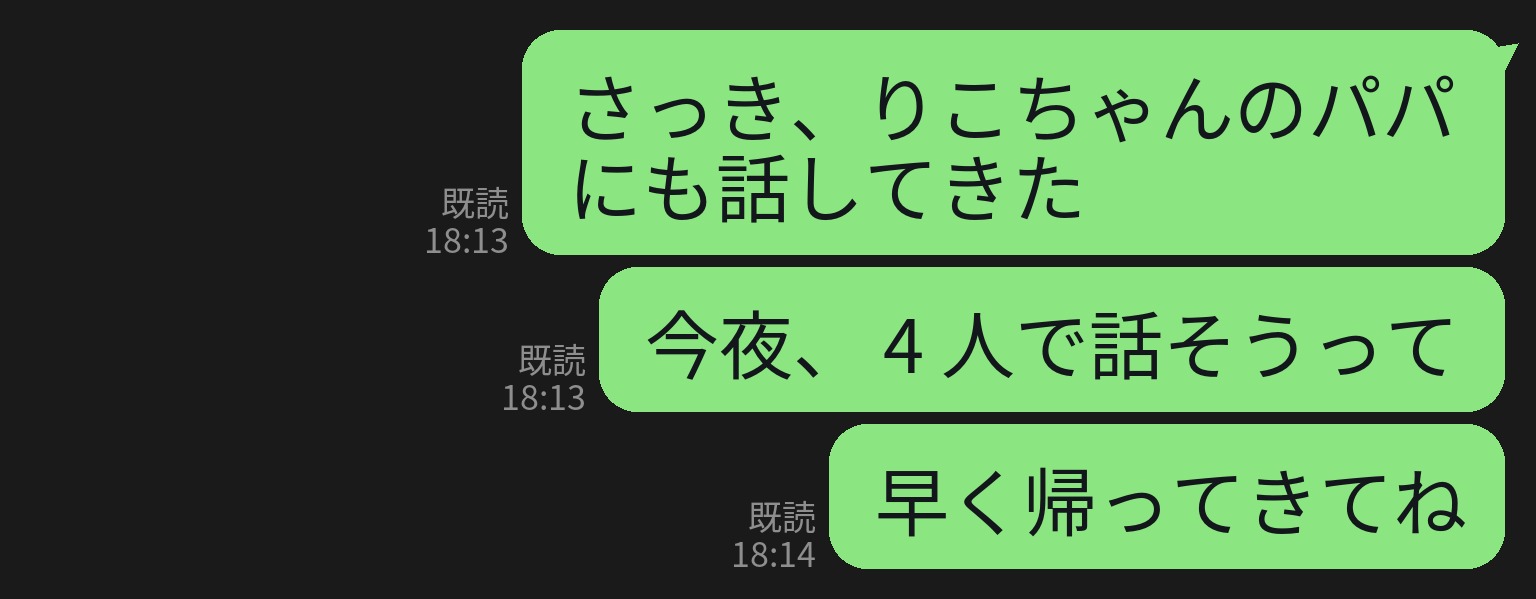 さっき、りこちゃんのパパ
にも話してきた
既読
18:13
今夜、４人で話そうって
既読
18:13
早く帰ってきてね
既読
18:14